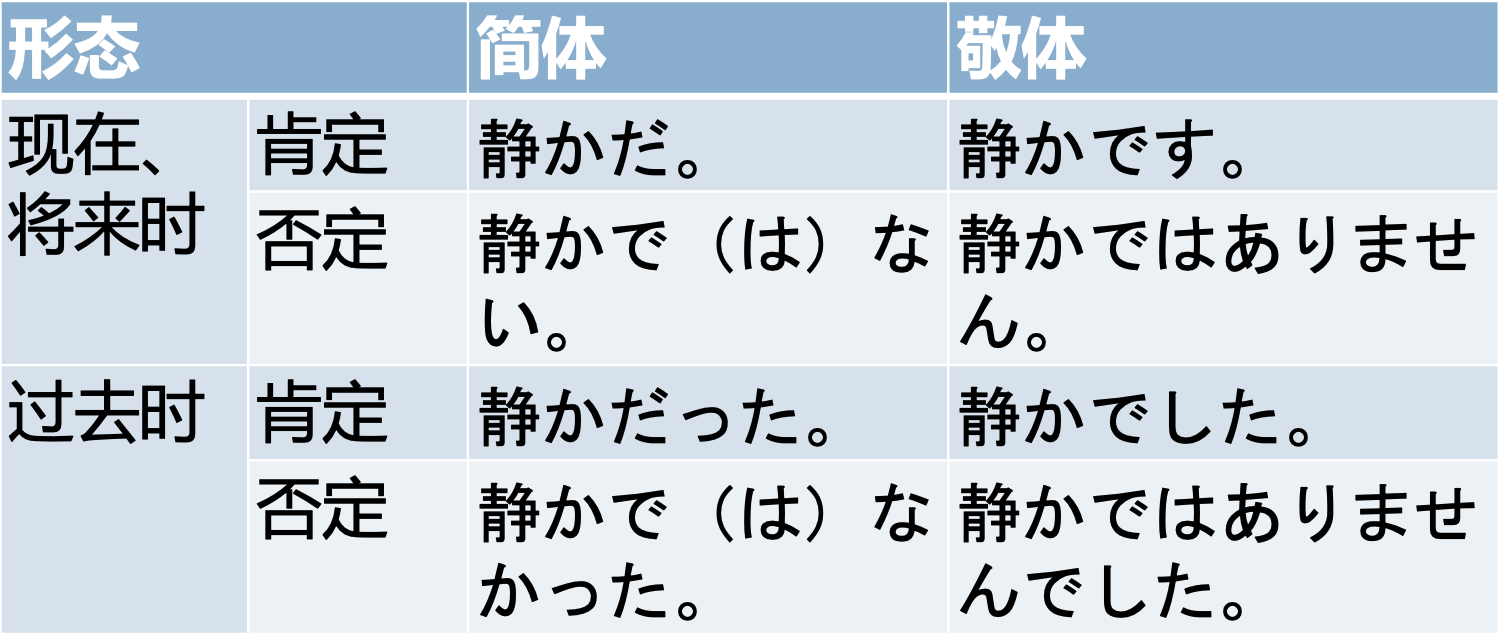 形态 简体 敬体
现在、
将来时
肯定 静かだ。 静かです。
否定 静かで（は）な
い。
静かではありませ
ん。
过去时 肯定 静かだった。 静かでした。
否定 静かで（は）な
かった。
静かではありませ
んでした。